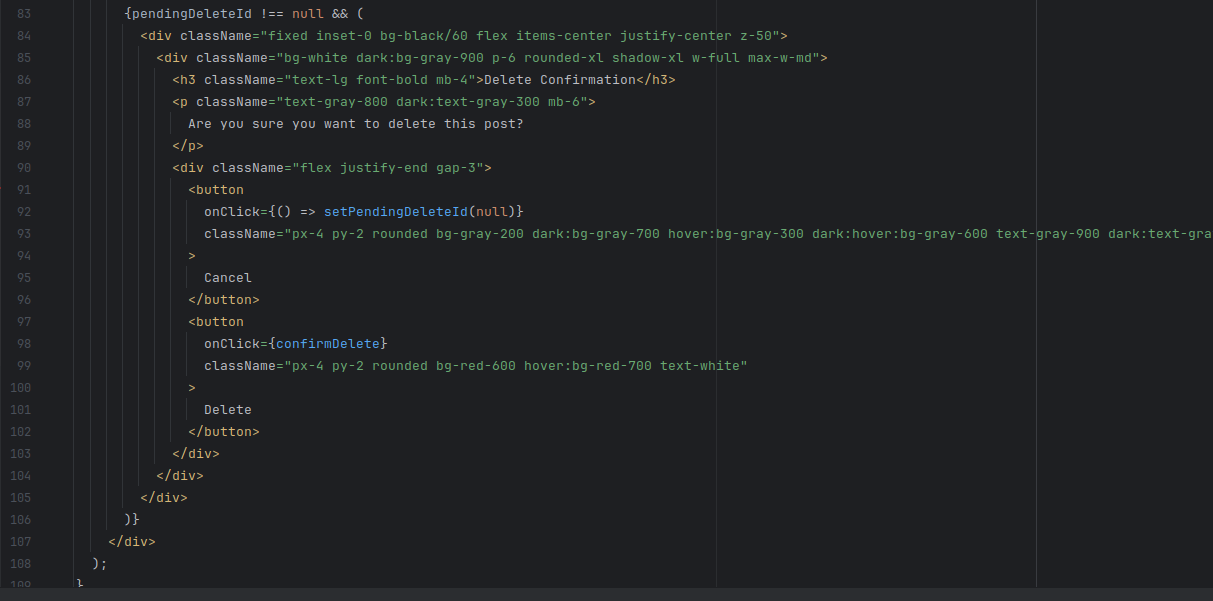 83 {pendingDeleteId !== null && (
84 <div className="fixed inset-0 bg-black/60 flex items-center justify-center z-50">
85 <div className="bg-white dark:bg-gray-900 p-6 rounded-xl shadow-xl w-full max-w-md">
86 <h3 className="text-lg font-bold mb-4">Delete Confirmation</h3>
87 <p className="text-gray-800 dark:text-gray-300 mb-6">
88 Are you sure you want to delete this post?
89 </p>
90 <div className="flex justify-end gap-3">
91 <button
92 onClick={() => setPendingDeleteId(null)}
93 className="px-4 py-2 rounded bg-gray-200 dark:bg-gray-700 hover:bg-gray-300 dark:hover:bg-gray-600 text-gray-900 dark:text-gra
94 >
95 Cancel
96 </button>
97 <button
98 onClick={confirmDelete}
99 className="px-4 py-2 rounded bg-red-600 hover:bg-red-700 text-white"
100 >
101 Delete
102 </button>
103 </div>
104 </div>
105 </div>
106 )}
107 </div>
108 );
109 }